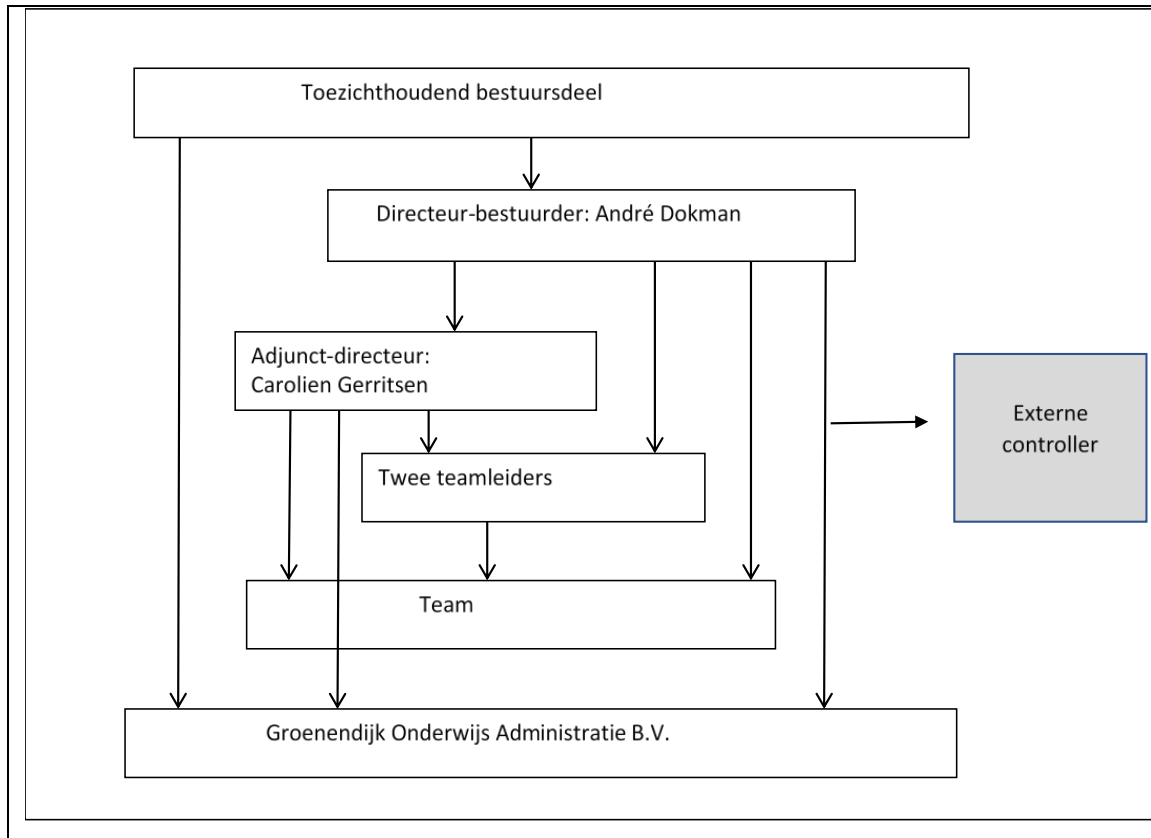 Toezichthoudend bestuursdeel
Directeur-bestuurder: André Dokman
Adjunct-directeur:
Carolien Gerritsen
Externe
controller
Twee teamleiders
Team
Groenendijk Onderwijs Administratie B.V.